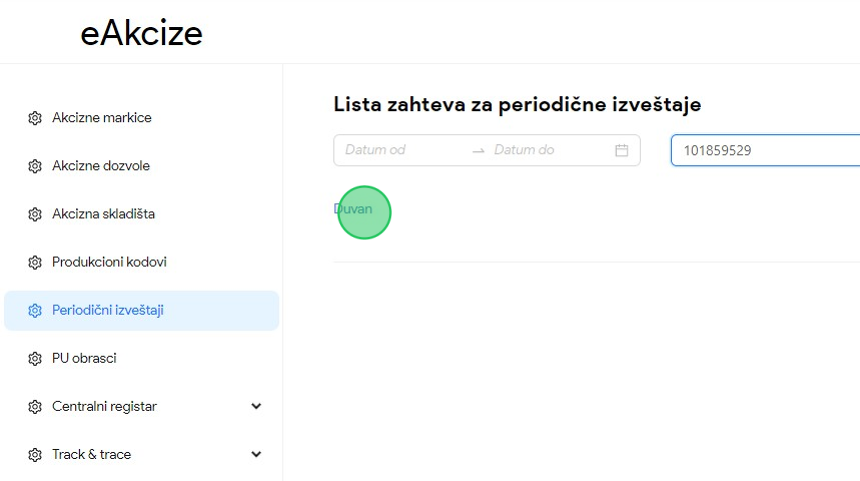 eAkcize
Akcizne markice
Akcizne dozvole
Akcizna skladišta
Produkcioni kodovi
Periodični izveštaji
PU obrasci
Centralni registar
Track & trace
Lista zahteva za periodične izveštaje
Datum od → Datum do
101859529
Duvan